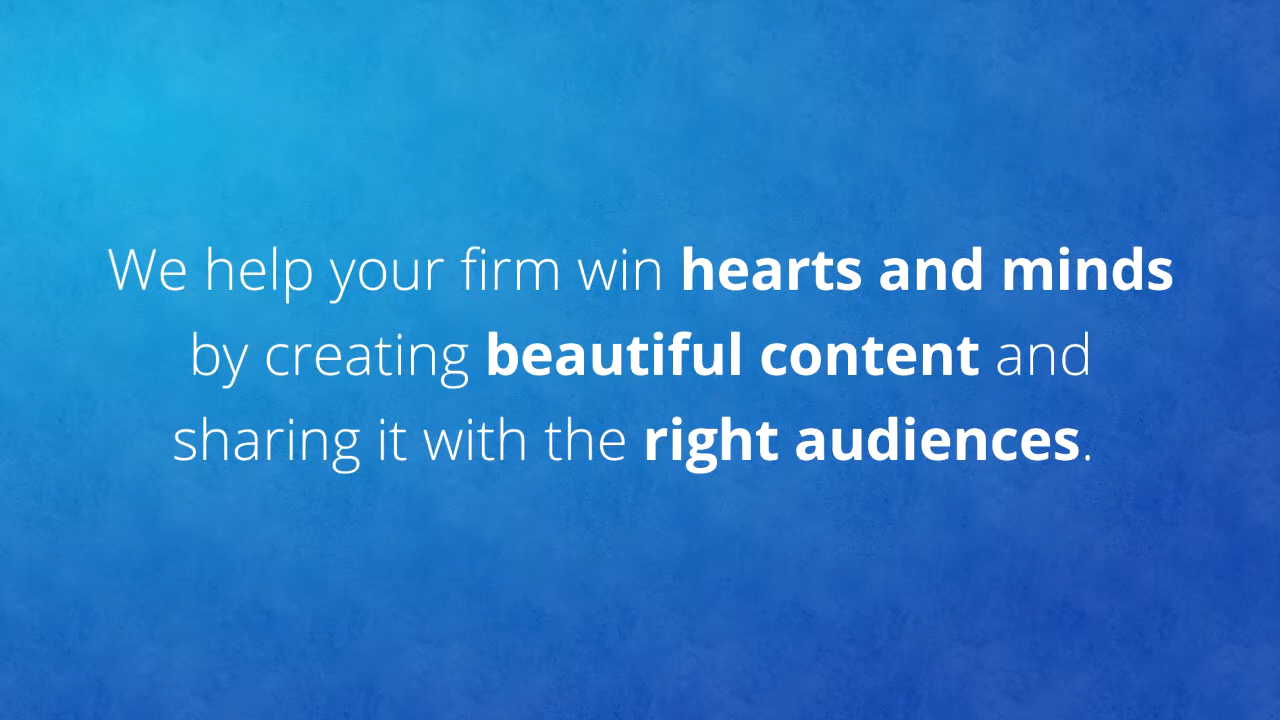 We help your firm win hearts and minds
by creating beautiful content and
sharing it with the right audiences.